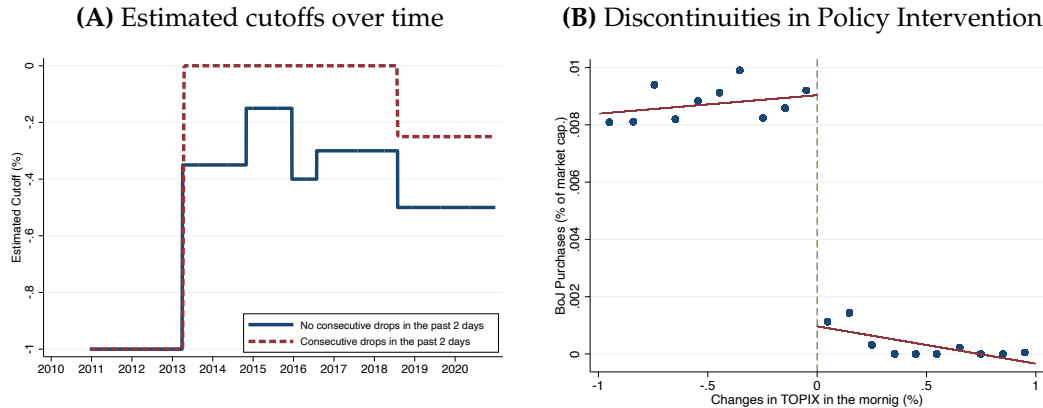 (A) Estimated cutoffs over time
Estimated Cutoff (%)
0
-.2
-.4
-.6
-.8
-1
2010 2011 2012 2013 2014 2015 2016 2017 2018 2019 2020
No consecutive drops in the past 2 days
Consecutive drops in the past 2 days
(B) Discontinuities in Policy Intervention
BoJ Purchases (% of market cap.)
.01
.008
.006
.004
.002
0
-1 -.5 0 .5 1
Changes in TOPIX in the mornig (%)